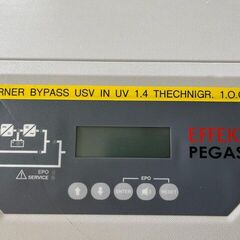 RNER BYPASS USV IN UV 1.4 THECHNIGR. 1.O.
EFFEK
PEGAS
EPO
SERVICE
EPO
ENTER
RESET